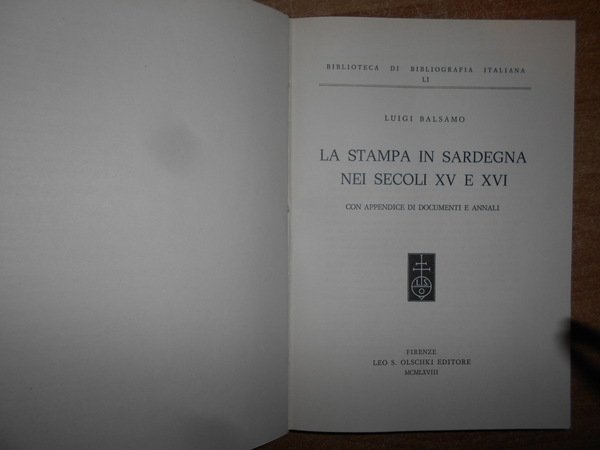 BIBLIOTECA DI BIBLIOGRAFIA ITALIANA
LI
LUIGI BALSAMO
LA STAMPA IN SARDEGNA
NEI SECOLI XV E XVI
CON APPENDICE DI DOCUMENTI E ANNALI
LSO
FIRENZE
LEO S. OLSCHKI EDITORE
MCMLXVIII